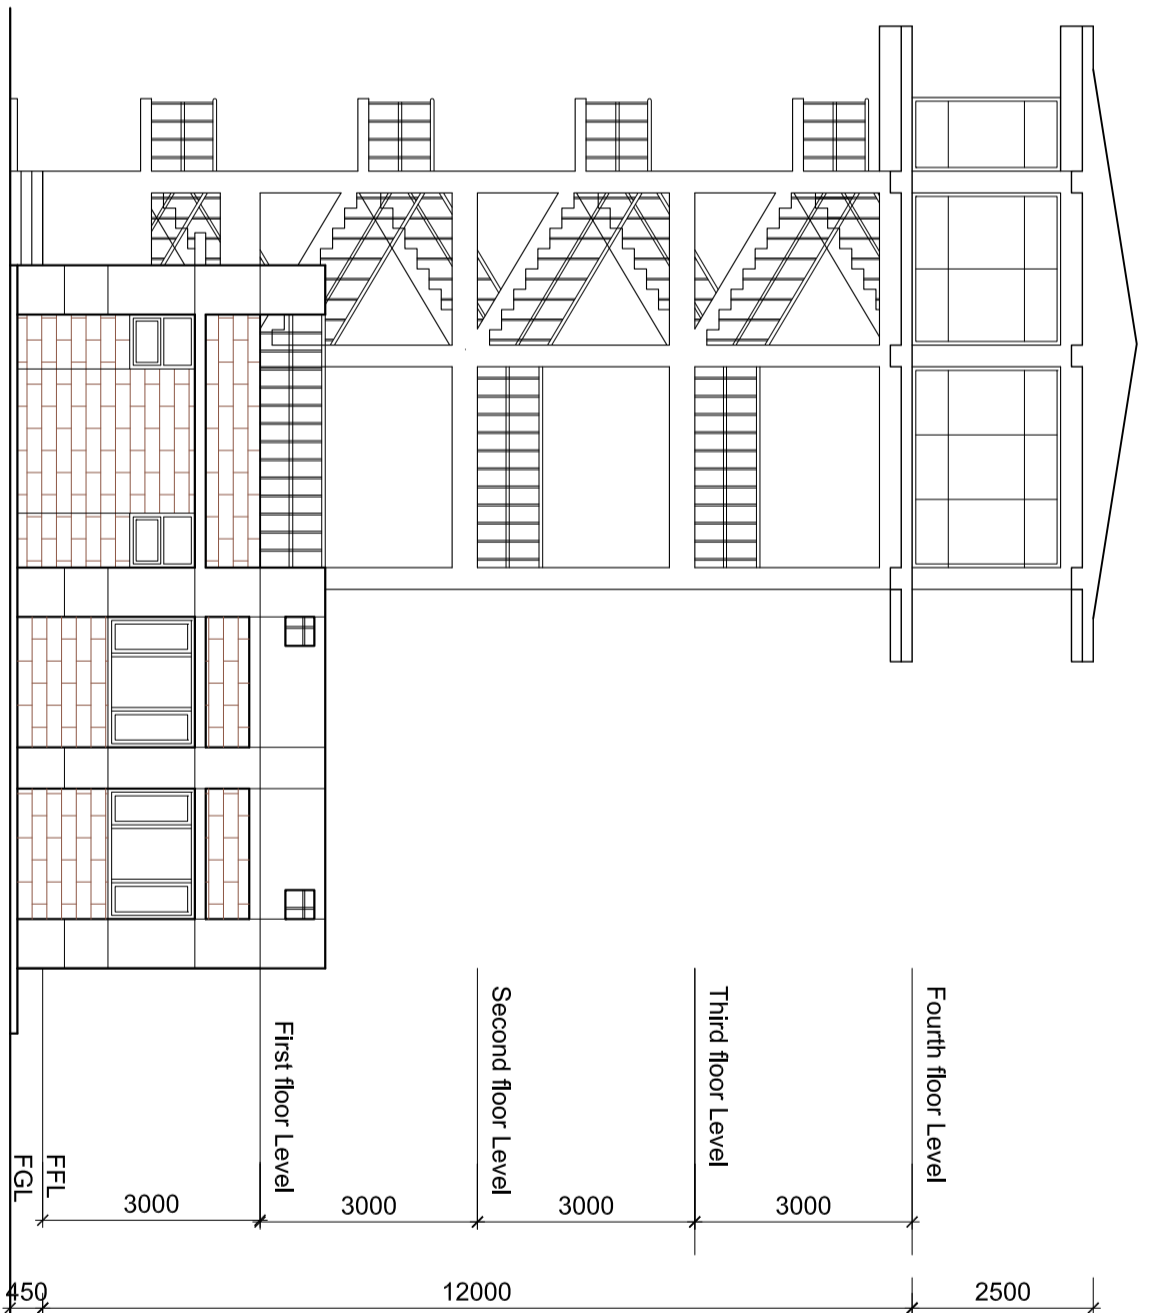 Fourth floor Level
Third floor Level
Second floor Level
First floor Level
FFL
FGL
3000
3000
3000
3000
450
12000
2500